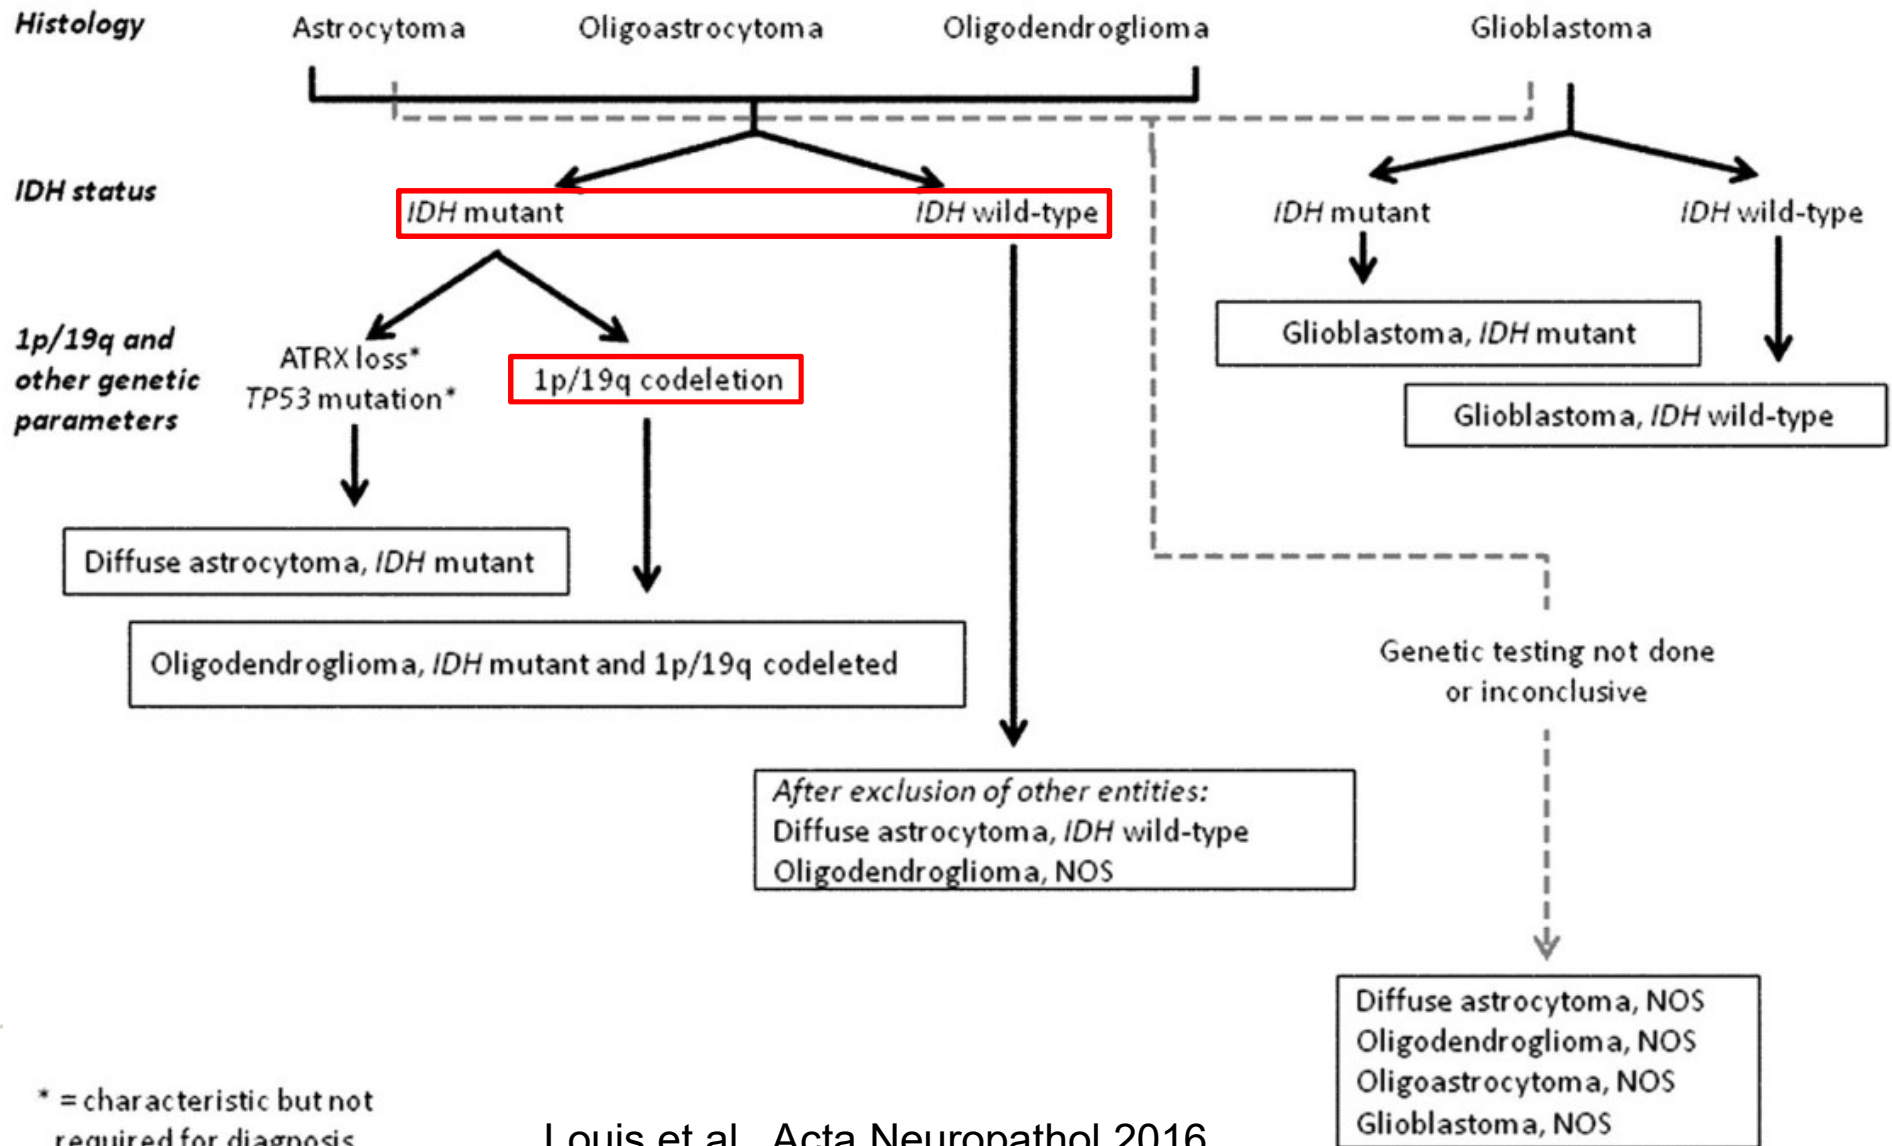 Histology
Astrocytoma
Oligoastrocytoma
Oligodendroglioma
Glioblastoma
IDH status
IDH mutant
IDH wild-type
IDH mutant
IDH wild-type
1p/19q and
other genetic
parameters
ATRX loss*
TP53 mutation*
1p/19q codeletion
Glioblastoma, IDH mutant
Glioblastoma, IDH wild-type
Diffuse astrocytoma, IDH mutant
Oligodendroglioma, IDH mutant and 1p/19q codeleted
Genetic testing not done
or inconclusive
After exclusion of other entities:
Diffuse astrocytoma, IDH wild-type
Oligodendroglioma, NOS
Diffuse astrocytoma, NOS
Oligodendroglioma, NOS
Oligoastrocytoma, NOS
Glioblastoma, NOS
* = characteristic but not
required for diagnosis
Louis et al., Acta Neuropathol 2016